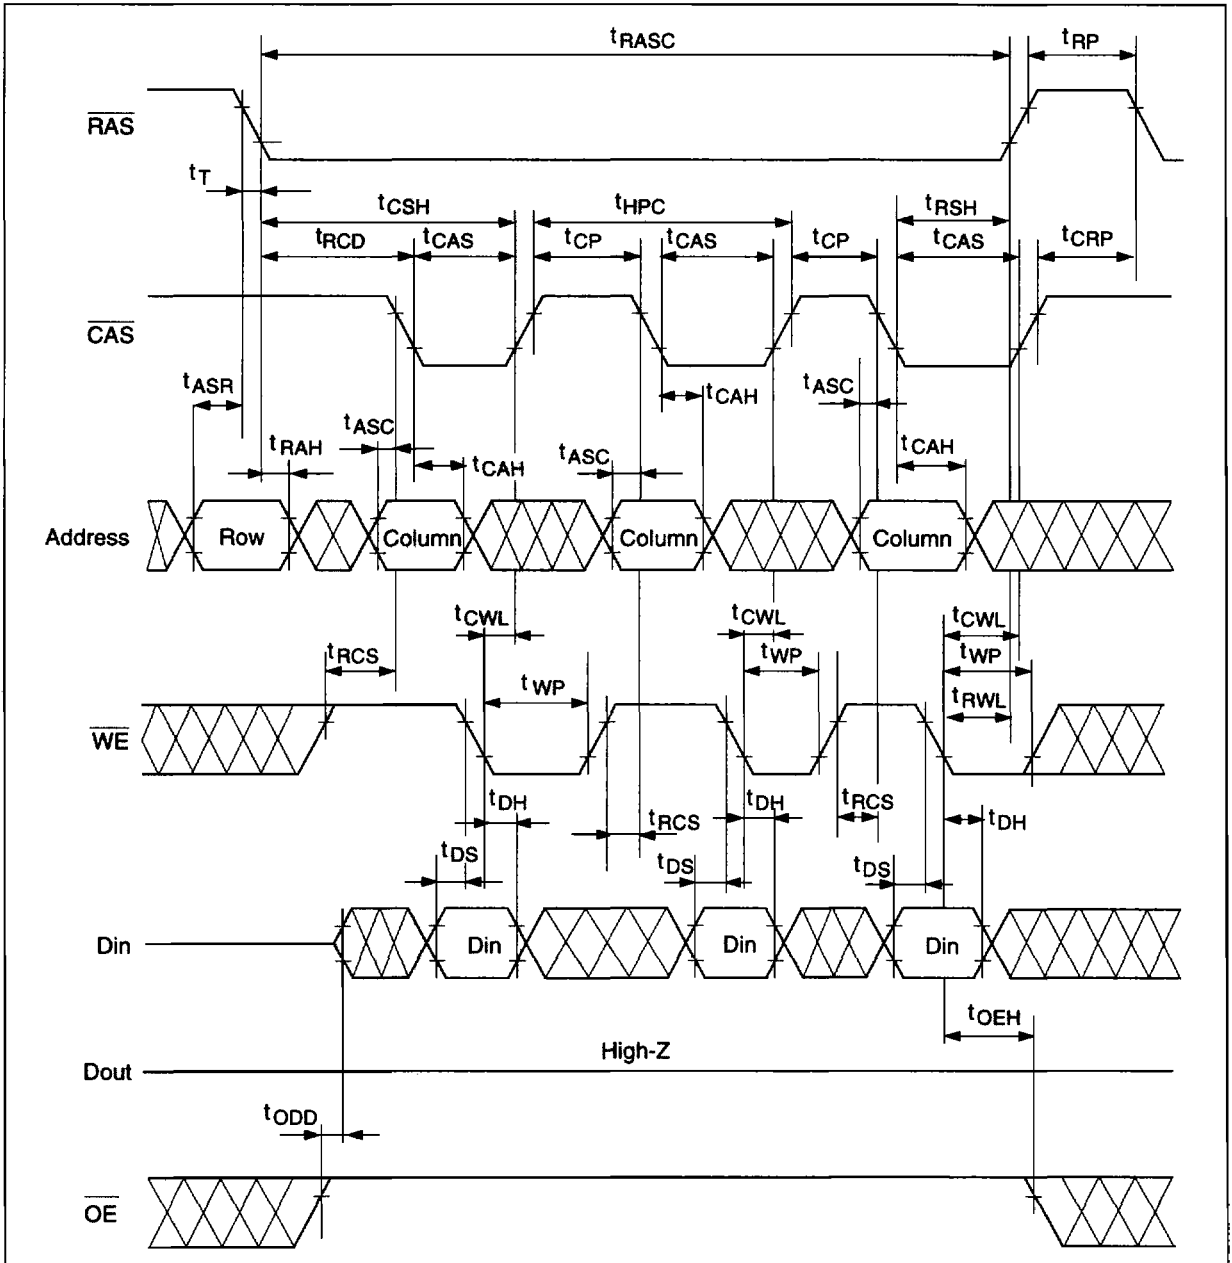 tRASC
tRP
RAS
tT
tCSH
tHPC
tRSH
tRCD
tCAS
tCP
tCAS
tCP
tCAS
tCRP
CAS
tASR
tCAH
tASC
tASC
tRAH
tCAH
tASC
tCAH
Address
Row
Column
Column
Column
tCWL
tCWL
tCWL
tRCS
tWP
tWP
tWP
tRWL
WE
tDH
tRCS
tDH
tRCS
tDH
tDS
tDS
tDS
Din
Din
Din
Din
tOEH
High-Z
Dout
tODD
OE